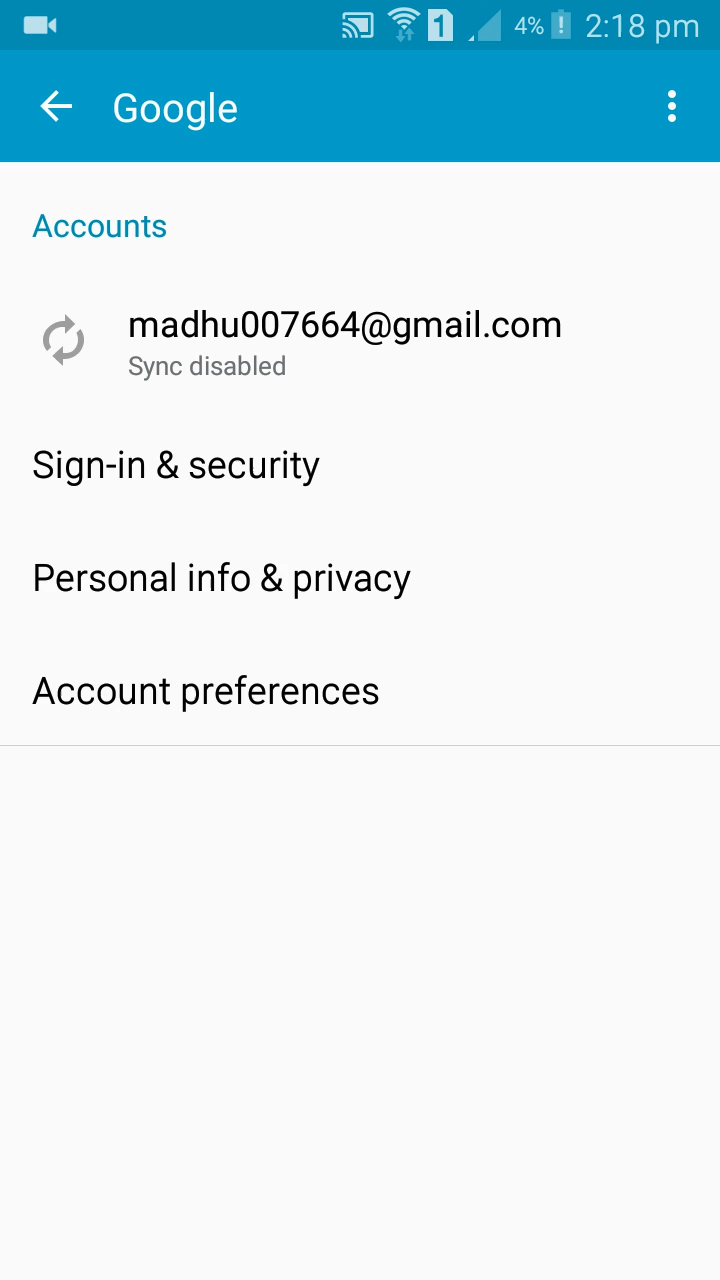 1 4% 2:18 pm
Google
Accounts
madhu007664@gmail.com
Sync disabled
Sign-in & security
Personal info & privacy
Account preferences